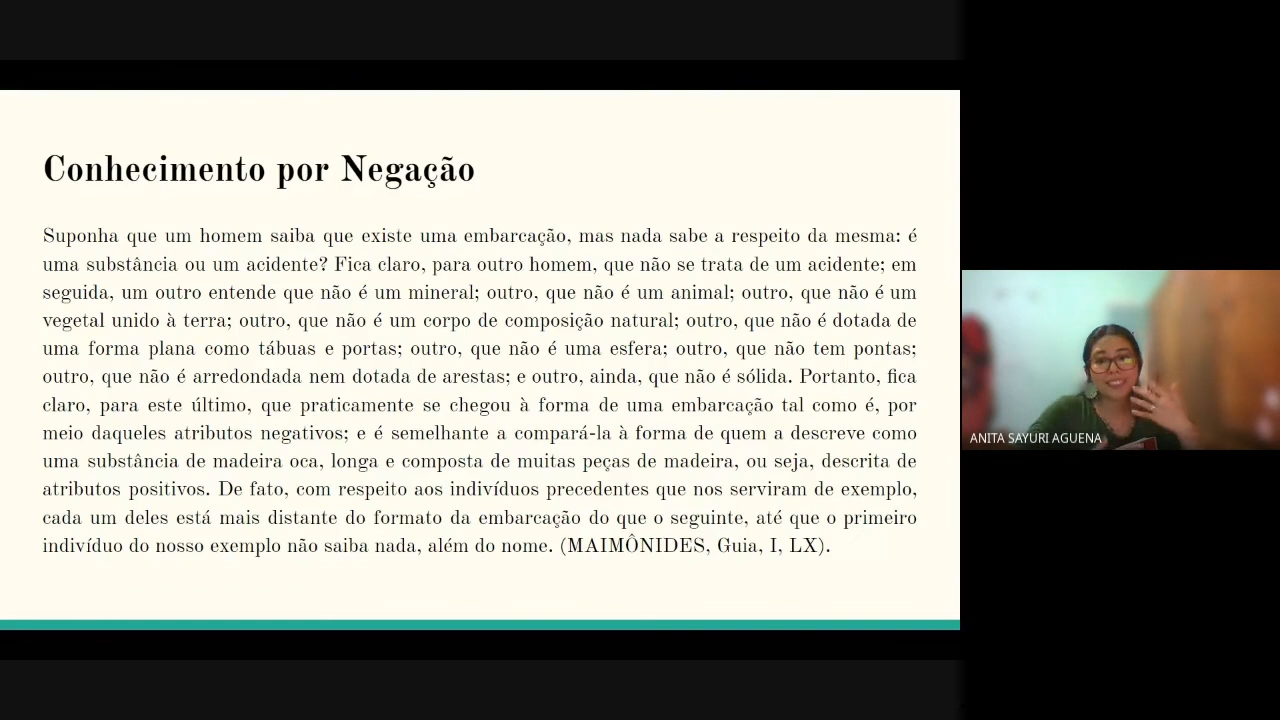 Conhecimento por Negação
Suponha que um homem saiba que existe uma embarcação, mas nada sabe a respeito da mesma: é
uma substância ou um acidente? Fica claro, para outro homem, que não se trata de um acidente; em
seguida, um outro entende que não é um mineral; outro, que não é um animal; outro, que não é um
vegetal unido à terra; outro, que não é um corpo de composição natural; outro, que não é dotada de
uma forma plana como tábuas e portas; outro, que não é uma esfera; outro, que não tem pontas;
outro, que não é arredondada nem dotada de arestas; e outro, ainda, que não é sólida. Portanto, fica
claro, para este último, que praticamente se chegou à forma de uma embarcação tal como é, por
meio daqueles atributos negativos; e é semelhante a compará-la à forma de quem a descreve como
uma substância de madeira oca, longa e composta de muitas peças de madeira, ou seja, descrita de
atributos positivos. De fato, com respeito aos indivíduos precedentes que nos serviram de exemplo,
cada um deles está mais distante do formato da embarcação do que o seguinte, até que o primeiro
indivíduo do nosso exemplo não saiba nada, além do nome. (MAIMÔNIDES, Guia, I, LX).
ANITA SAYURI AGUENA